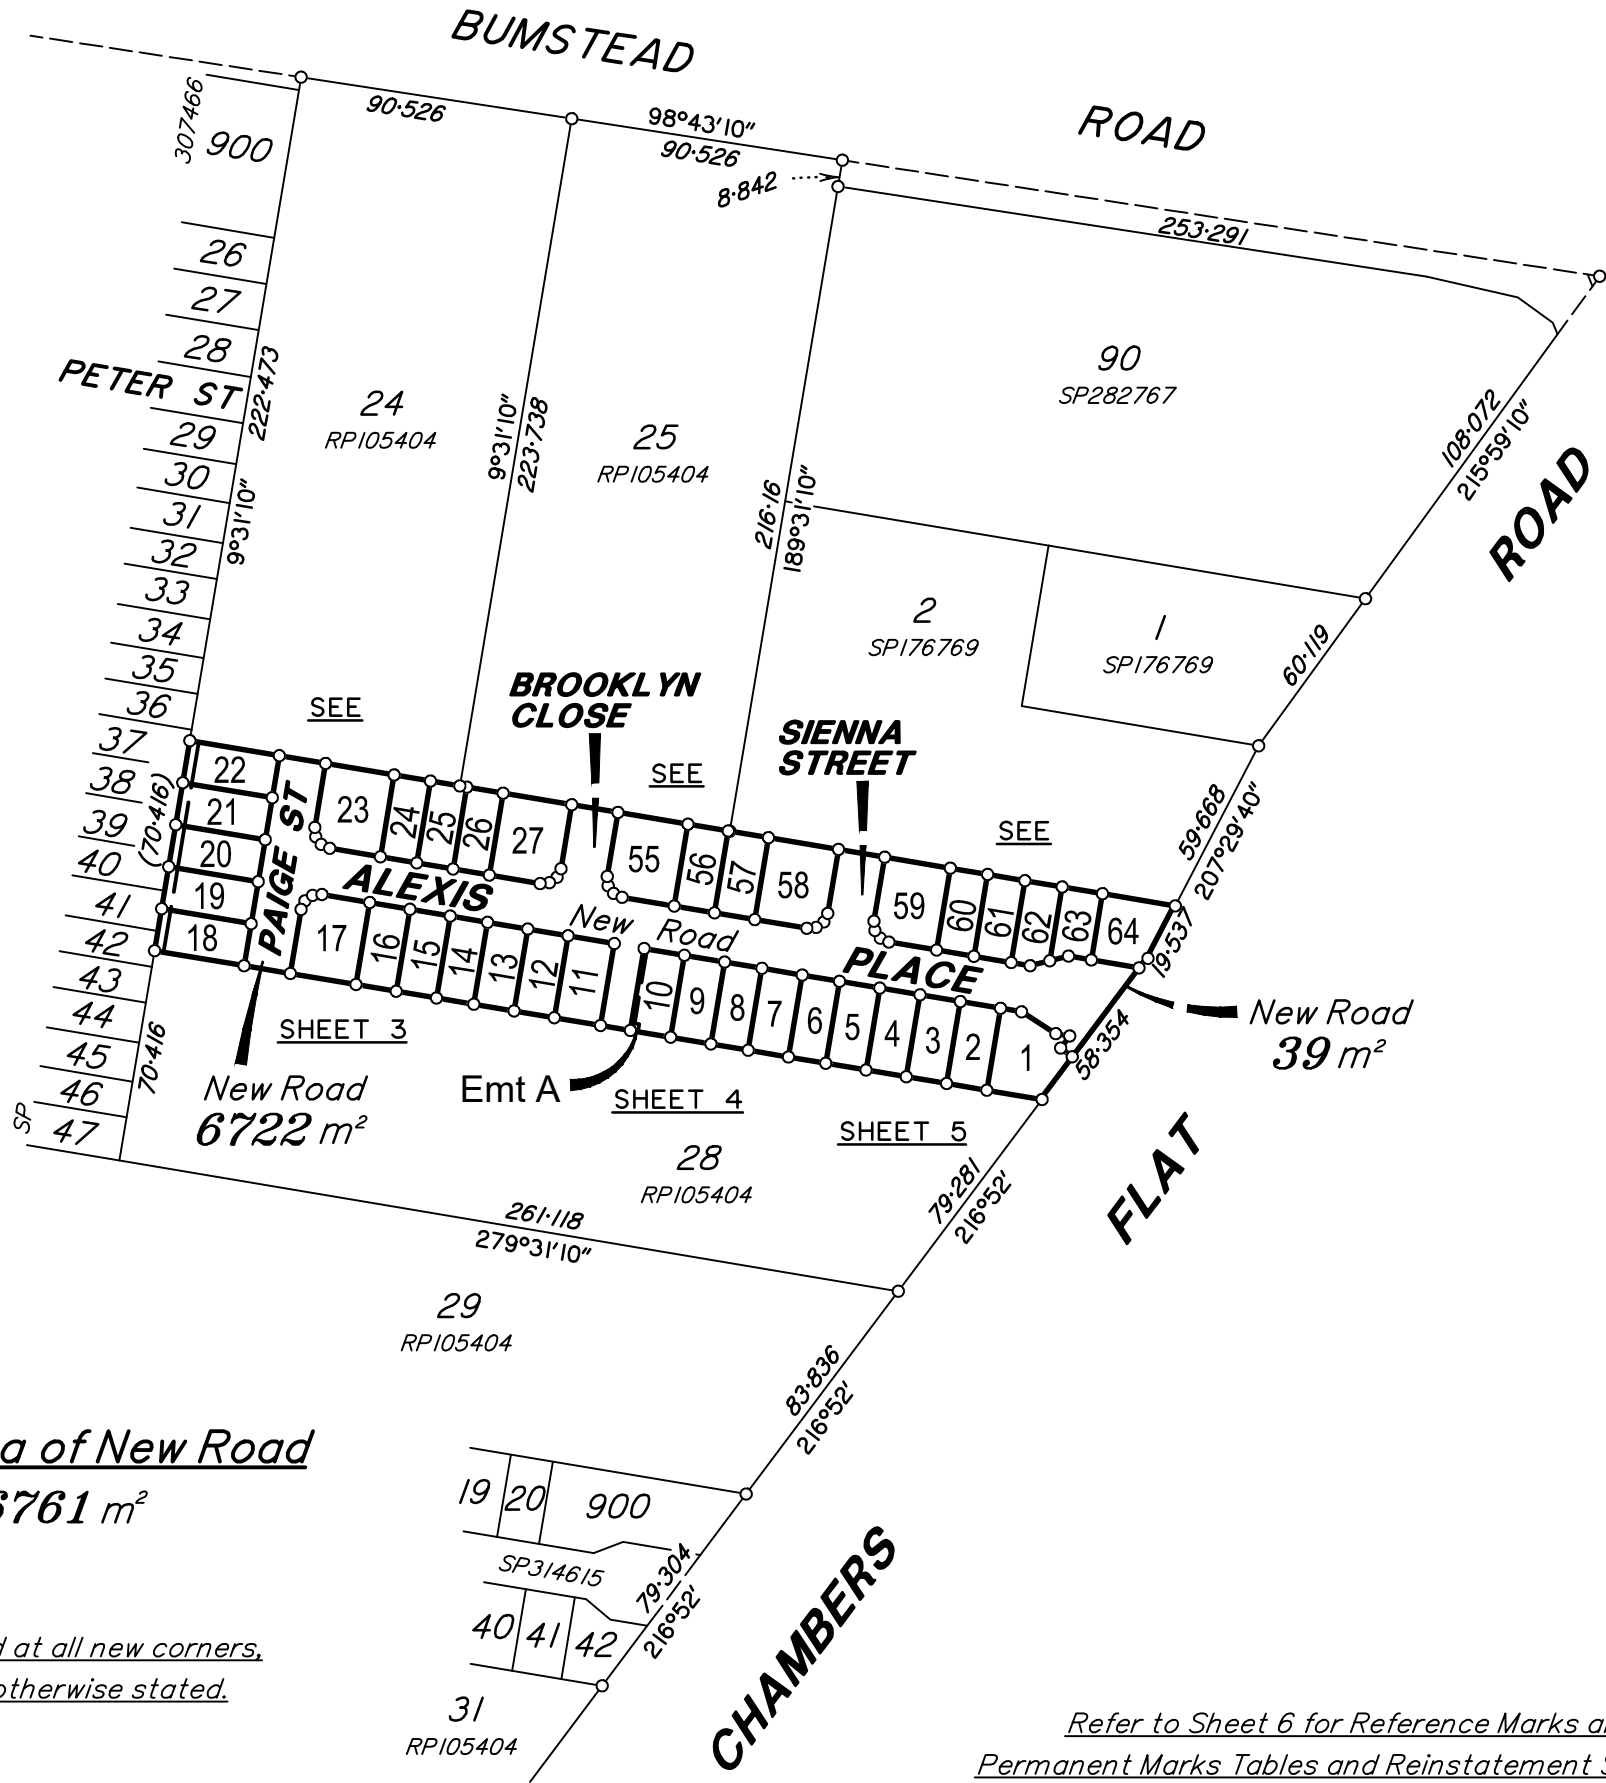 BUMSTEAD
ROAD
307466
900
90·526
98°43'10"
90·526
8·842
253·291
26
27
28
PETER ST
222·473
9°31'10"
29
30
31
32
33
34
35
36
37
38
39
40
41
42
43
44
45
46
47
SP
(70·416)
70·416
24
RP105404
9°31'10"
223·738
25
RP105404
216·16
189°31'10"
90
SP282767
108·072
215°59'10"
ROAD
2
SP176769
1
SP176769
60·119
59·668
207°29'40"
19·537
SEE
BROOKLYN
CLOSE
SEE
SIENNA
STREET
SEE
22
21
20
19
18
PAIGE ST
23
24
25
26
27
55
56
57
58
59
60
61
62
63
64
ALEXIS
New Road
PLACE
17
16
15
14
13
12
11
10
9
8
7
6
5
4
3
2
1
58·354
New Road
39 m²
SHEET 3
New Road
6722 m²
Emt A
SHEET 4
SHEET 5
28
RP105404
79·281
216°52'
FLAT
261·118
279°31'10"
29
RP105404
83·836
216°52'
a of New Road
6761 m²
19
20
900
SP314615
79·304
216°52'
40
41
42
CHAMBERS
31
RP105404
d at all new corners,
otherwise stated.
Refer to Sheet 6 for Reference Marks a
Permanent Marks Tables and Reinstatement